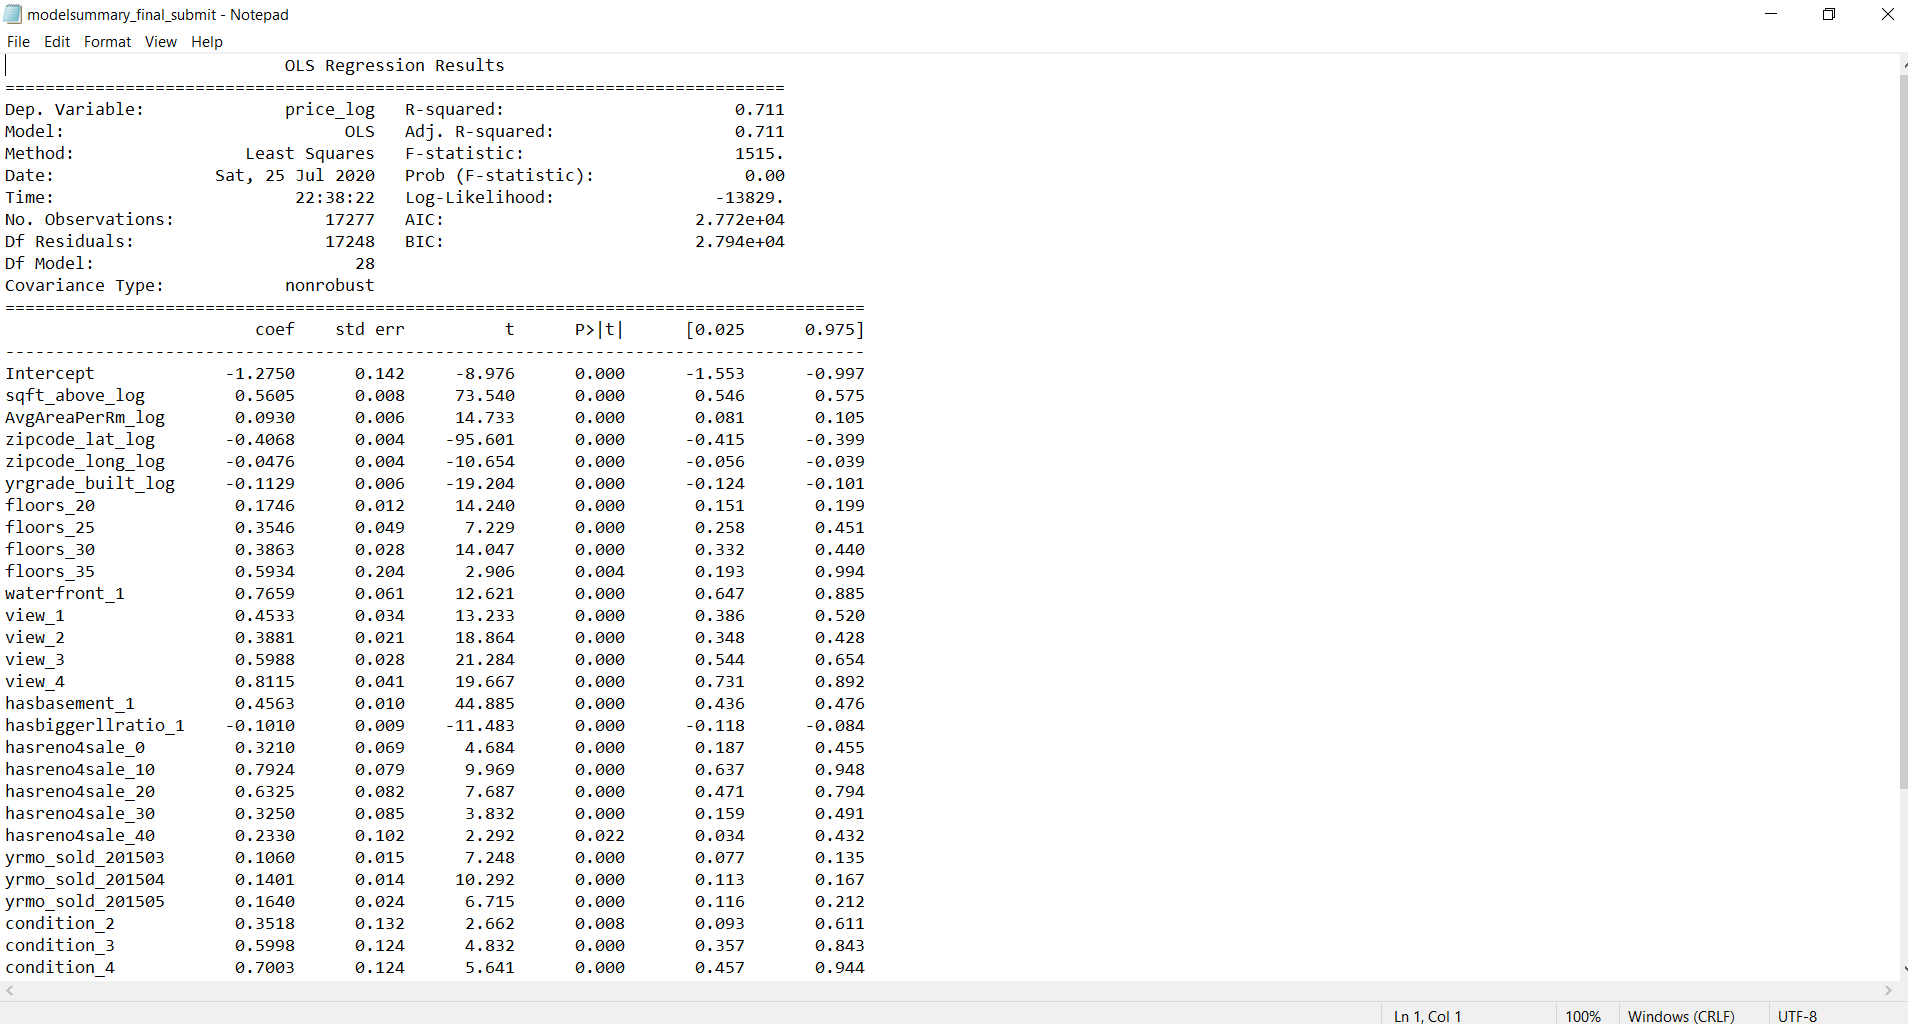 modelsummary_final_submit - Notepad
File Edit Format View Help
OLS Regression Results
==============================================================================
Dep. Variable: price_log R-squared: 0.711
Model: OLS Adj. R-squared: 0.711
Method: Least Squares F-statistic: 1515.
Date: Sat, 25 Jul 2020 Prob (F-statistic): 0.00
Time: 22:38:22 Log-Likelihood: -13829.
No. Observations: 17277 AIC: 2.772e+04
Df Residuals: 17248 BIC: 2.794e+04
Df Model: 28
Covariance Type: nonrobust
======================================================================================
coef std err t P>|t| [0.025 0.975]
--------------------------------------------------------------------------------------
Intercept -1.2750 0.142 -8.976 0.000 -1.553 -0.997
sqft_above_log 0.5605 0.008 73.540 0.000 0.546 0.575
AvgAreaPerRm_log 0.0930 0.006 14.733 0.000 0.081 0.105
zipcode_lat_log -0.4068 0.004 -95.601 0.000 -0.415 -0.399
zipcode_long_log -0.0476 0.004 -10.654 0.000 -0.056 -0.039
yrgrade_built_log -0.1129 0.006 -19.204 0.000 -0.124 -0.101
floors_20 0.1746 0.012 14.240 0.000 0.151 0.199
floors_25 0.3546 0.049 7.229 0.000 0.258 0.451
floors_30 0.3863 0.028 14.047 0.000 0.332 0.440
floors_35 0.5934 0.204 2.906 0.004 0.193 0.994
waterfront_1 0.7659 0.061 12.621 0.000 0.647 0.885
view_1 0.4533 0.034 13.233 0.000 0.386 0.520
view_2 0.3881 0.021 18.864 0.000 0.348 0.428
view_3 0.5988 0.028 21.284 0.000 0.544 0.654
view_4 0.8115 0.041 19.667 0.000 0.731 0.892
hasbasement_1 0.4563 0.010 44.885 0.000 0.436 0.476
hasbiggerllratio_1 -0.1010 0.009 -11.483 0.000 -0.118 -0.084
hasreno4sale_0 0.3210 0.069 4.684 0.000 0.187 0.455
hasreno4sale_10 0.7924 0.079 9.969 0.000 0.637 0.948
hasreno4sale_20 0.6325 0.082 7.687 0.000 0.471 0.794
hasreno4sale_30 0.3250 0.085 3.832 0.000 0.159 0.491
hasreno4sale_40 0.2330 0.102 2.292 0.022 0.034 0.432
yrmo_sold_201503 0.1060 0.015 7.248 0.000 0.077 0.135
yrmo_sold_201504 0.1401 0.014 10.292 0.000 0.113 0.167
yrmo_sold_201505 0.1640 0.024 6.715 0.000 0.116 0.212
condition_2 0.3518 0.132 2.662 0.008 0.093 0.611
condition_3 0.5998 0.124 4.832 0.000 0.357 0.843
condition_4 0.7003 0.124 5.641 0.000 0.457 0.944
Ln 1, Col 1 100% Windows (CRLF) UTF-8